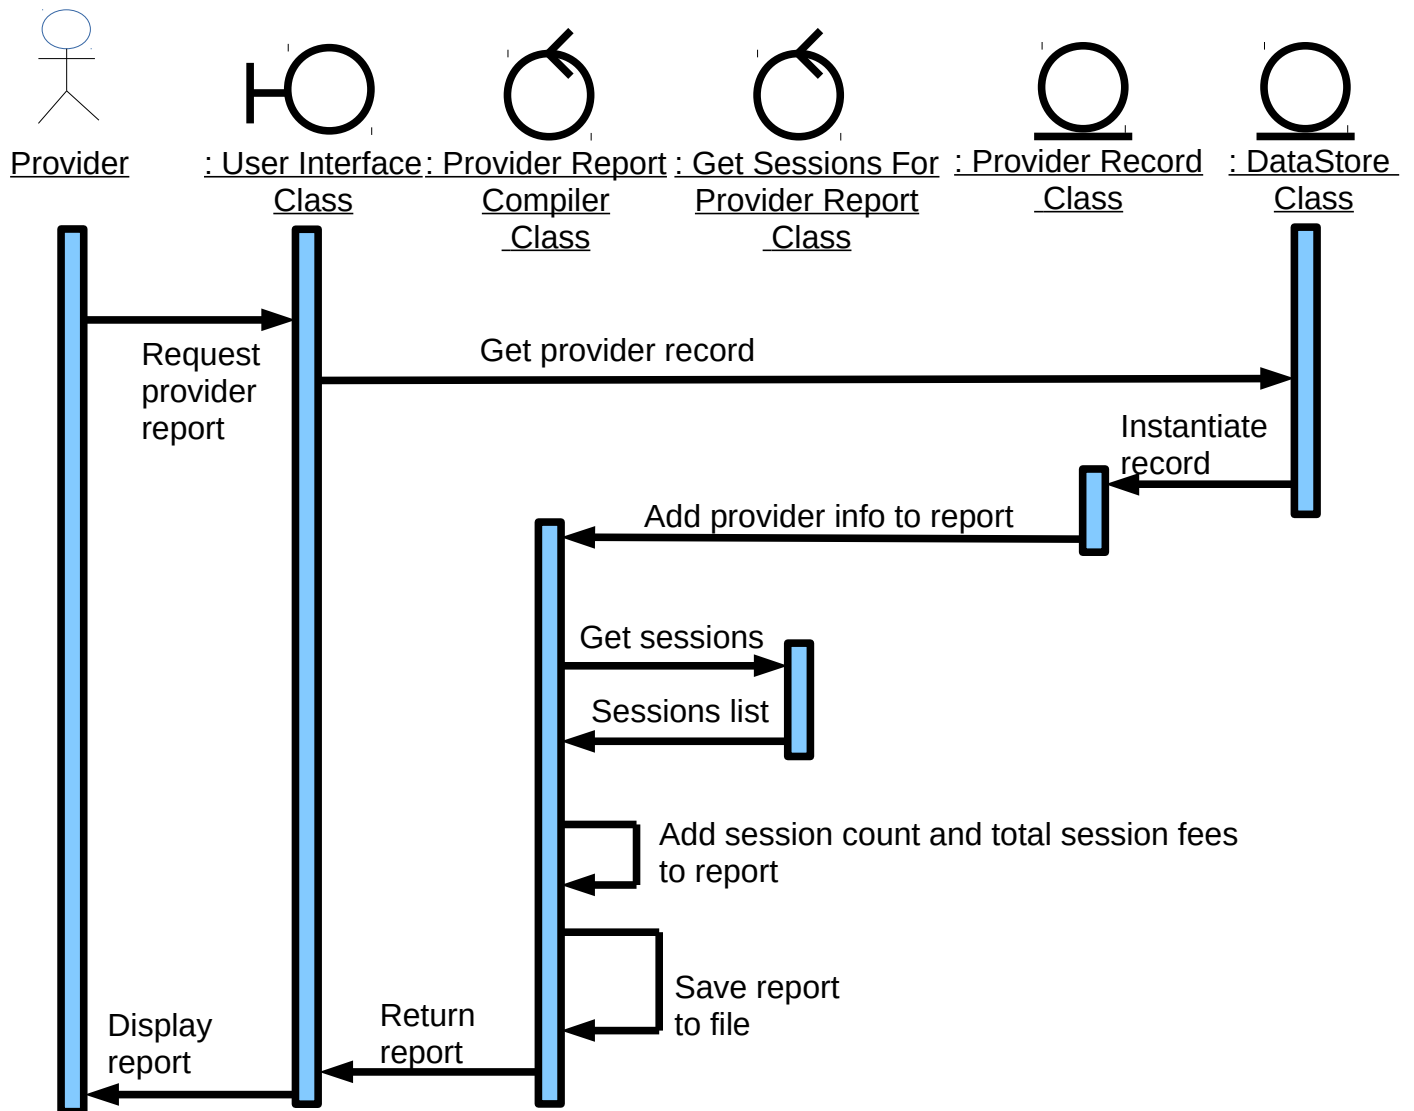 Provider
: User Interface
Class
: Provider Report
Compiler
Class
: Get Sessions For
Provider Report
Class
: Provider Record
Class
: DataStore
Class
Request
provider
report
Get provider record
Instantiate
record
Add provider info to report
Get sessions
Sessions list
Add session count and total session fees
to report
Save report
to file
Return
report
Display
report